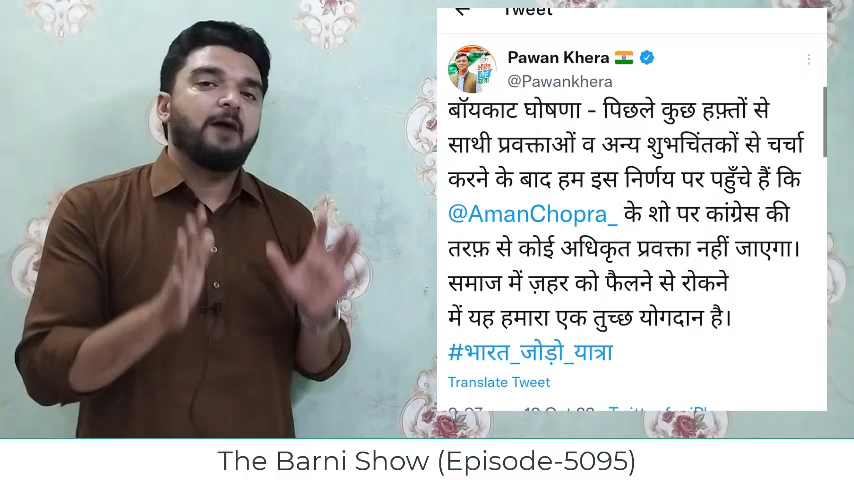 Tweet
Pawan Khera
@Pawankhera
बॉयकाट घोषणा - पिछले कुछ हफ़्तों से
साथी प्रवक्ताओं व अन्य शुभचिंतकों से चर्चा
करने के बाद हम इस निर्णय पर पहुँचे हैं कि
@AmanChopra_ के शो पर कांग्रेस की
तरफ़ से कोई अधिकृत प्रवक्ता नहीं जाएगा।
समाज में ज़हर को फैलने से रोकने
में यह हमारा एक तुच्छ योगदान है।
#भारत_जोड़ो_यात्रा
Translate Tweet
The Barni Show (Episode-5095)